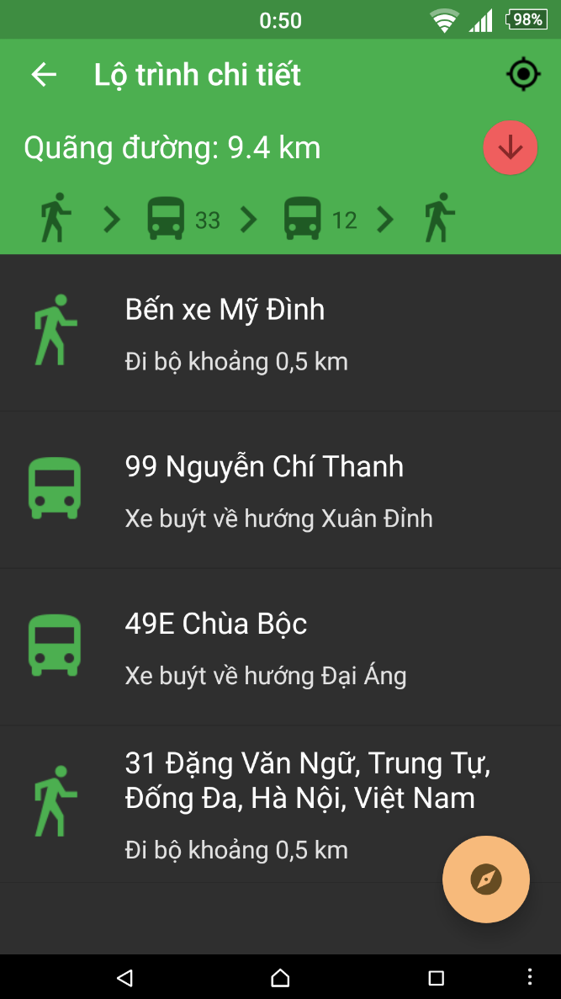 0:50
98%
Lộ trình chi tiết
Quãng đường: 9.4 km
33 12
Bến xe Mỹ Đình
Đi bộ khoảng 0,5 km
99 Nguyễn Chí Thanh
Xe buýt về hướng Xuân Đỉnh
49E Chùa Bộc
Xe buýt về hướng Đại Áng
31 Đặng Văn Ngữ, Trung Tự,
Đống Đa, Hà Nội, Việt Nam
Đi bộ khoảng 0,5 km